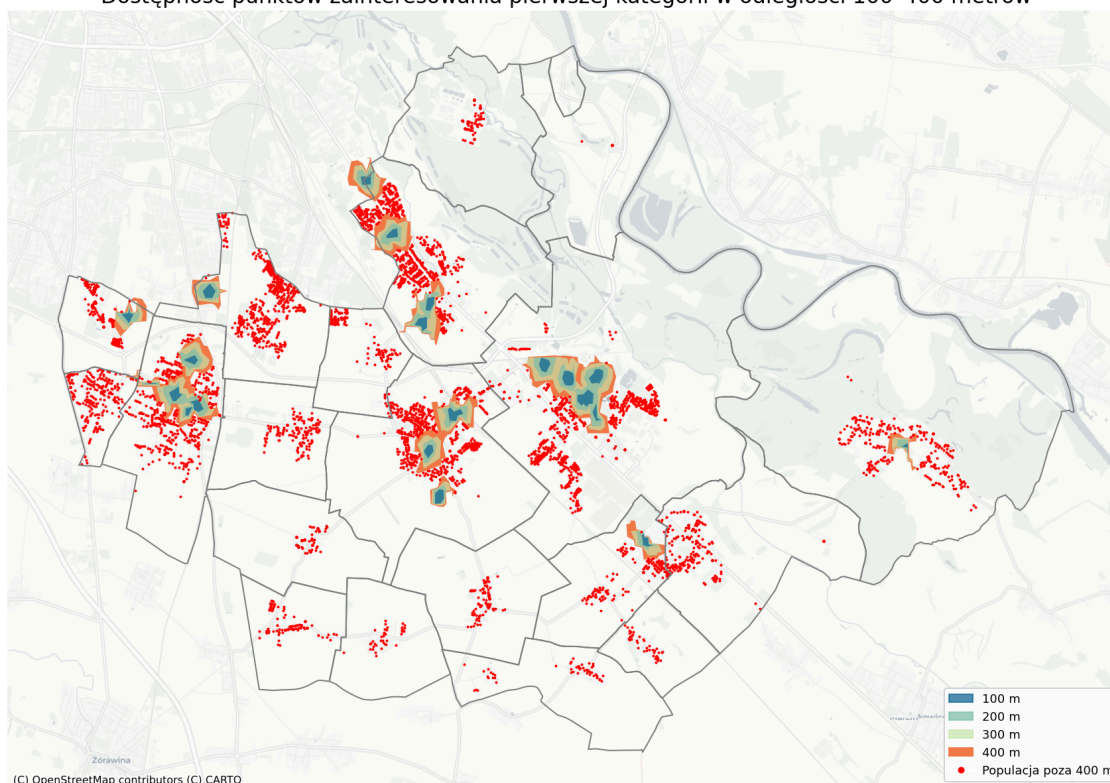 Dostępność punktów zainteresowania pierwszej kategorii w odległości 100-400 metrów
100 m
200 m
300 m
400 m
Populacja poza 400 m
Żórawina
(C) OpenStreetMap contributors (C) CARTO